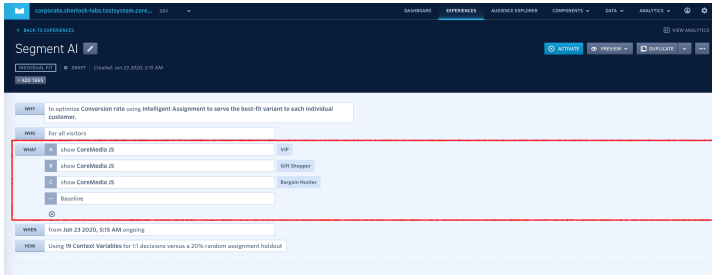 corporate.sherlock-labs.testsystem.core... DEV
DASHBOARD EXPERIENCES AUDIENCE EXPLORER COMPONENTS DATA ANALYTICS
BACK TO EXPERIENCES
VIEW ANALYTICS
Segment AI
ACTIVATE PREVIEW DUPLICATE
INDIVIDUAL FIT DRAFT Created: Jun 23 2020, 5:15 AM
+ ADD TAGS
WHY to optimize Conversion rate using Intelligent Assignment to serve the best-fit variant to each individual
customer.
WHO For all visitors
WHAT A show CoreMedia JS VIP
B show CoreMedia JS Gift Shopper
C show CoreMedia JS Bargain Hunter
— Baseline
WHEN from Jun 23 2020, 5:15 AM ongoing
HOW Using 19 Context Variables for 1:1 decisions versus a 20% random assignment holdout